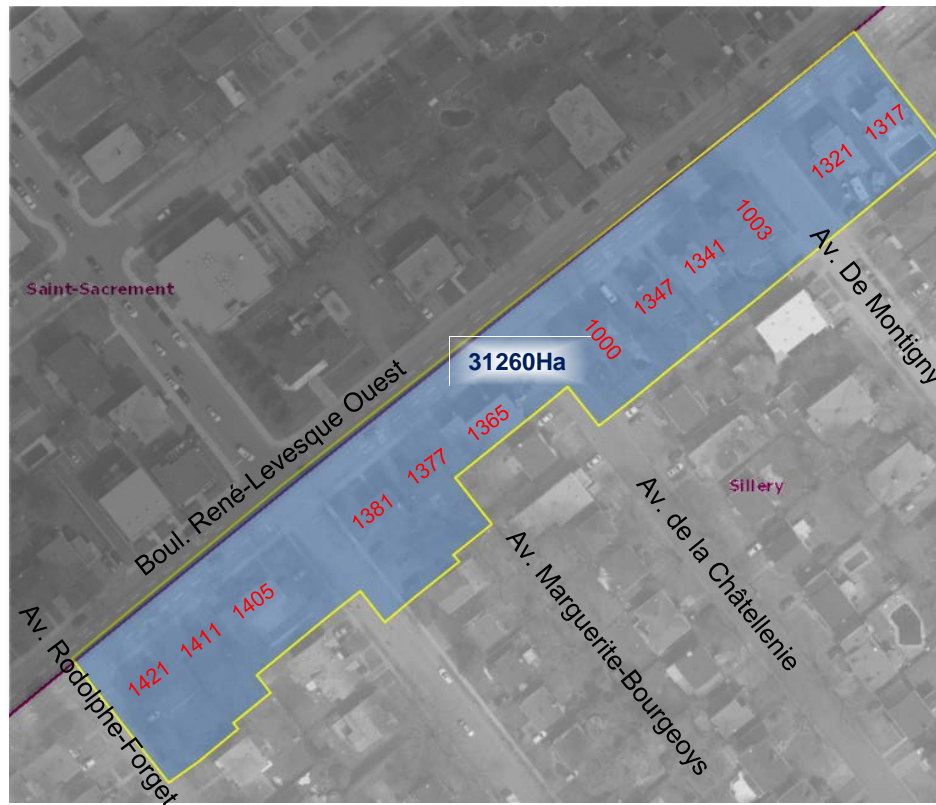 1317
1321
Av. De Montigny
1003
1341
1347
Saint-Sacrement
1000
31260Ha
Boul. René-Levesque Ouest
1365
1377
1381
Sillery
Av. de la Châtellenie
Av. Marguerite-Bourgeoys
1405
1411
1421
Av. Rodolphe-Forget